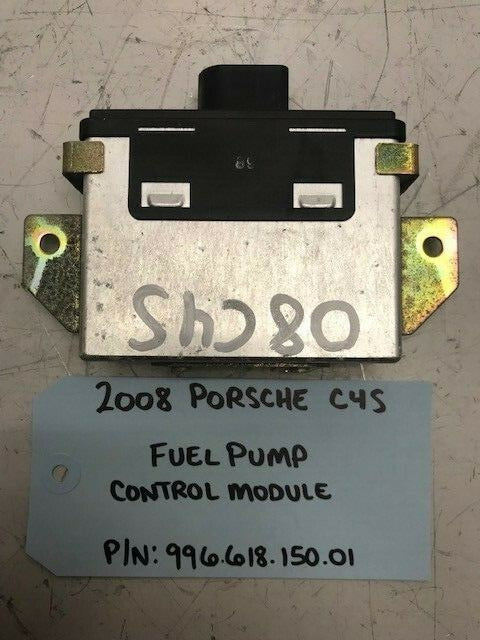 08C4S
2008 PORSCHE C4S
FUEL PUMP
CONTROL MODULE
P/N: 996.618.150.01